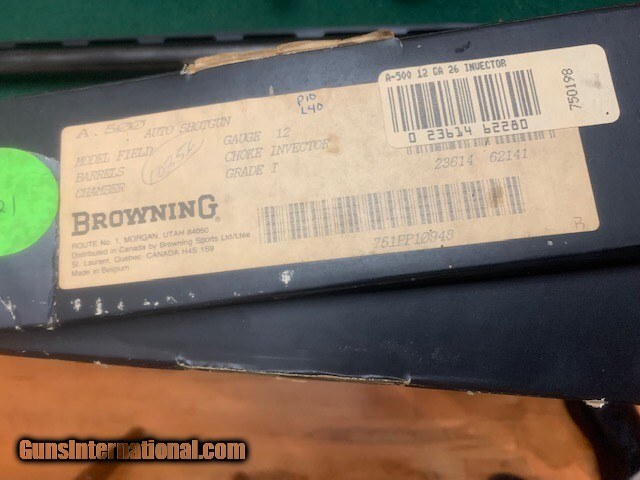 A-500 12 GA 26 INVECTOR
0 23614 62280
750198
P10
L40
A.500
AUTO SHOTGUN
MODEL FIELD
GAUGE 12
BARRELS
CHOKE INVECTOR
CHAMBER
GRADE I
23614 62141
BROWNING
ROUTE No. 1, MORGAN, UTAH 84050
Distributed in Canada by Browning Sports Ltd/Ltée
St. Laurent, Quebec, CANADA H4S 1S9
Made in Belgium
751PP10949
21
GunsInternational.com